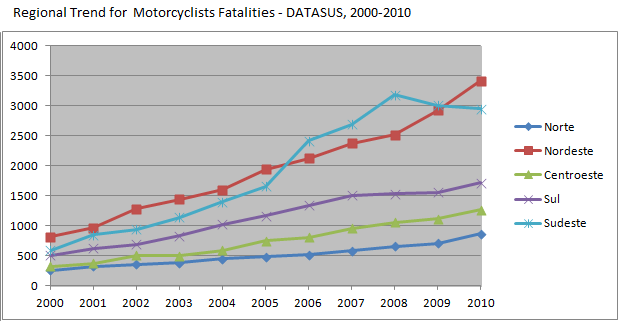 Regional Trend for Motorcyclists Fatalities - DATASUS, 2000-2010
4000
3500
3000
2500
2000
1500
1000
500
0
2000 2001 2002 2003 2004 2005 2006 2007 2008 2009 2010
Norte
Nordeste
Centroeste
Sul
Sudeste